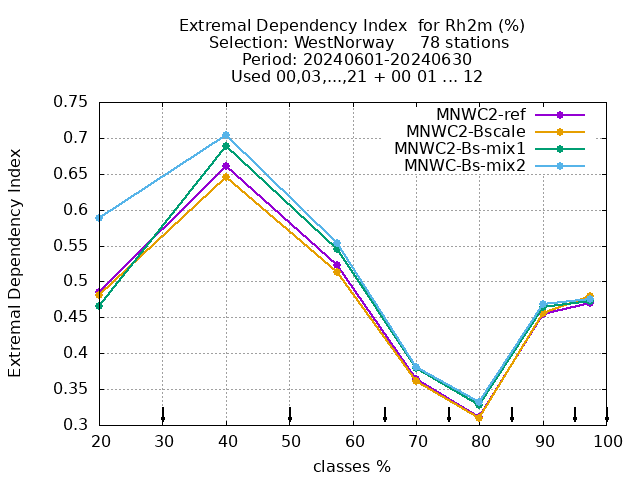 Extremal Dependency Index  for Rh2m (%)
Selection: WestNorway     78 stations
Period: 20240601-20240630
Used 00,03,...,21 + 00 01 ... 12
MNWC2-ref
MNWC2-Bscale
MNWC2-Bs-mix1
MNWC-Bs-mix2
Extremal Dependency Index
0.75
0.7
0.65
0.6
0.55
0.5
0.45
0.4
0.35
0.3
20 30 40 50 60 70 80 90 100
classes %